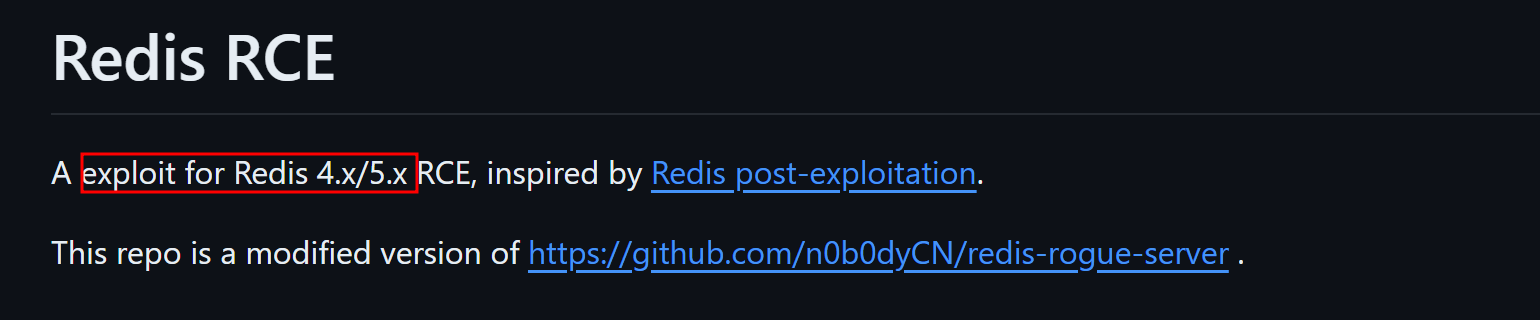 Redis RCE
A exploit for Redis 4.x/5.x RCE, inspired by Redis post-exploitation.
This repo is a modified version of https://github.com/n0b0dyCN/redis-rogue-server .